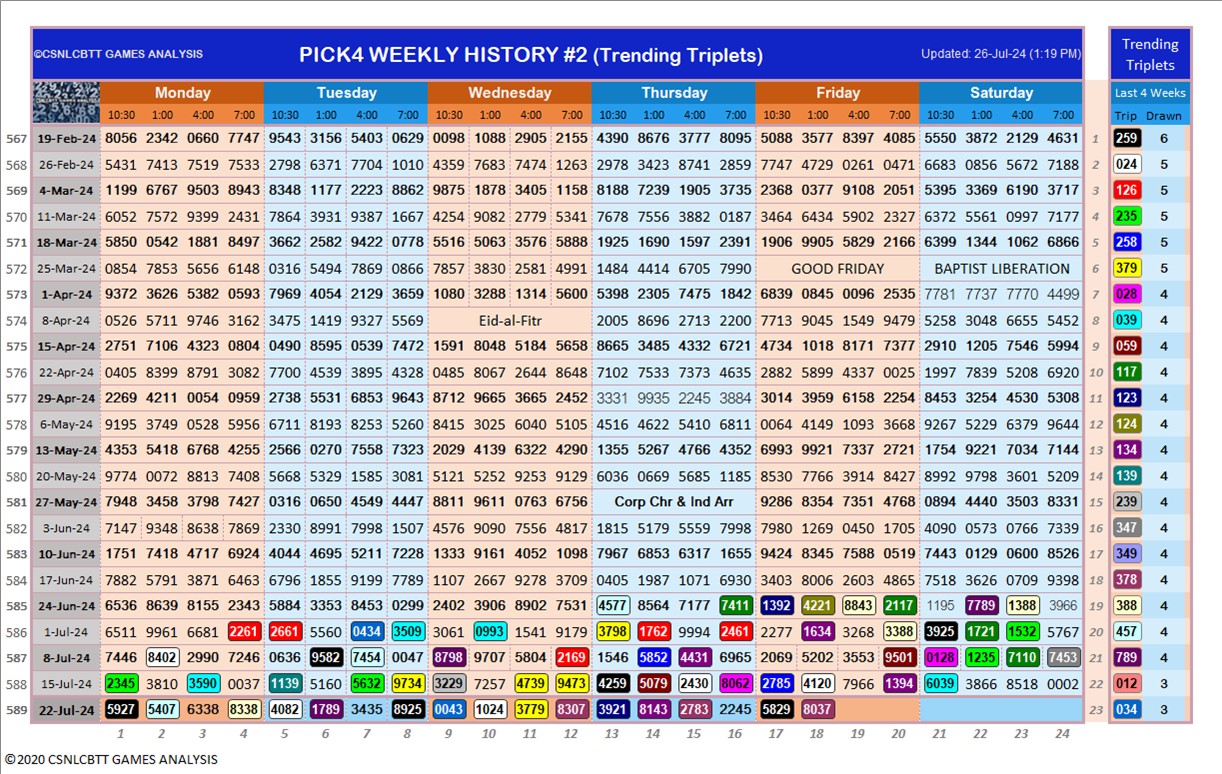 ©CSNLCBTT GAMES ANALYSIS PICK4 WEEKLY HISTORY #2 (Trending Triplets) Updated: 26-Jul-24 (1:19 PM) Trending
Triplets
Monday Tuesday Wednesday Thursday Friday Saturday Last 4 Weeks
10:30 1:00 4:00 7:00 10:30 1:00 4:00 7:00 10:30 1:00 4:00 7:00 10:30 1:00 4:00 7:00 10:30 1:00 4:00 7:00 10:30 1:00 4:00 7:00 Trip Drawn
567 19-Feb-24 8056 2342 0660 7747 9543 3156 5403 0629 0098 1088 2905 2155 4390 8676 3777 8095 5088 3577 8397 4085 5550 3872 2129 4631 1 259 6
568 26-Feb-24 5431 7413 7519 7533 2798 6371 7704 1010 4359 7683 7474 1263 2978 3423 8741 2859 7747 4729 0261 0471 6683 0856 5672 7188 2 024 5
569 4-Mar-24 1199 6767 9503 8943 8348 1177 2223 8862 9875 1878 3405 1158 8188 7239 1905 3735 2368 0377 9108 2051 5395 3369 6190 3717 3 126 5
570 11-Mar-24 6052 7572 9399 2431 7864 3931 9387 1667 4254 9082 2779 5341 7678 7556 3882 0187 3464 6434 5902 2327 6372 5561 0997 7177 4 235 5
571 18-Mar-24 5850 0542 1881 8497 3662 2582 9422 0778 5516 5063 3576 5888 1925 1690 1597 2391 1906 9905 5829 2166 6399 1344 1062 6866 5 258 5
572 25-Mar-24 0854 7853 5656 6148 0316 5494 7869 0866 7857 3830 2581 4991 1484 4414 6705 7990 GOOD FRIDAY BAPTIST LIBERATION 6 379 5
573 1-Apr-24 9372 3626 5382 0593 7969 4054 2129 3659 1080 3288 1314 5600 5398 2305 7475 1842 6839 0845 0096 2535 7781 7737 7770 4499 7 028 4
574 8-Apr-24 0526 5711 9746 3162 3475 1419 9327 5569 Eid-al-Fitr 2005 8696 2713 2200 7713 9045 1549 9479 5258 3048 6655 5452 8 039 4
575 15-Apr-24 2751 7106 4323 0804 0490 8595 0539 7472 1591 8048 5184 5658 8665 3485 4332 6721 4734 1018 8171 7377 2910 1205 7546 5994 9 059 4
576 22-Apr-24 0405 8399 8791 3082 7700 4539 3895 4328 0485 8067 2644 8648 7102 7533 7373 4635 2882 5899 4337 0025 1997 7839 5208 6920 10 117 4
577 29-Apr-24 2269 4211 0054 0959 2738 5531 6853 9643 8712 9665 3665 2452 3331 9935 2245 3884 3014 3959 6158 2254 8453 3254 4530 5308 11 123 4
578 6-May-24 9195 3749 0528 5956 6711 8193 8253 5260 8415 3025 6040 5105 4516 4622 5410 6811 0064 4149 1093 3668 9267 5229 6379 9644 12 124 4
579 13-May-24 4353 5418 6768 4255 2566 0270 7558 7323 2029 4139 6322 4290 1355 5267 4766 4352 6993 9921 7337 2721 1754 9221 7034 7144 13 134 4
580 20-May-24 9774 0072 8813 7408 5668 5329 1585 3081 1121 5252 9253 9129 6036 0669 5685 1185 8530 7766 3914 8427 8992 9798 3601 5209 14 139 4
581 27-May-24 7948 3458 3798 7427 0316 0650 4549 4447 9811 9611 0763 6756 Corp Chr & Ind Arr 9286 8354 7351 4768 0894 4440 3503 8331 15 239 4
582 3-Jun-24 7147 9348 8638 7869 2330 8991 7998 1507 4576 9090 7556 4817 1815 5179 5559 7998 7980 1269 0450 1705 4090 0573 0766 7339 16 347 4
583 10-Jun-24 1751 7418 4717 6924 4044 4695 5211 7228 1333 9161 4052 1098 7967 6853 6317 1655 9424 8345 7588 0519 7443 0129 0600 8526 17 349 4
584 17-Jun-24 7882 5791 3871 6463 6796 1855 9199 7789 1107 2667 9278 3709 0405 1987 1071 6930 3403 8006 2603 4865 7518 3626 0709 9398 18 378 4
585 24-Jun-24 6536 8639 8155 2343 5884 3353 8453 0299 2402 3906 8902 7531 4577 8564 7177 7411 1392 4221 8843 2117 1195 7789 1388 3966 19 388 4
586 1-Jul-24 6511 9961 6681 2261 2661 5560 0434 3509 3061 0993 1541 9179 3798 1762 9994 2461 2277 1634 3268 3388 3925 1721 1532 5767 20 457 4
587 8-Jul-24 7446 8402 2990 7246 0636 9582 7454 0047 8798 9707 5804 2169 1546 5852 4431 6965 2069 5202 3553 9501 0128 1235 7110 7453 21 789 4
588 15-Jul-24 2345 3810 3590 0037 1139 5160 5632 9734 3229 7257 4739 9473 4259 5079 2430 8062 2785 4120 7966 1394 6039 3866 8518 0002 22 012 3
589 22-Jul-24 5927 5407 6338 8338 4082 1789 3435 8925 0043 1024 3779 8307 3921 8143 2783 2245 5829 8037 23 034 3
1 2 3 4 5 6 7 8 9 10 11 12 13 14 15 16 17 18 19 20 21 22 23 24
©2020 CSNLCBTT GAMES ANALYSIS